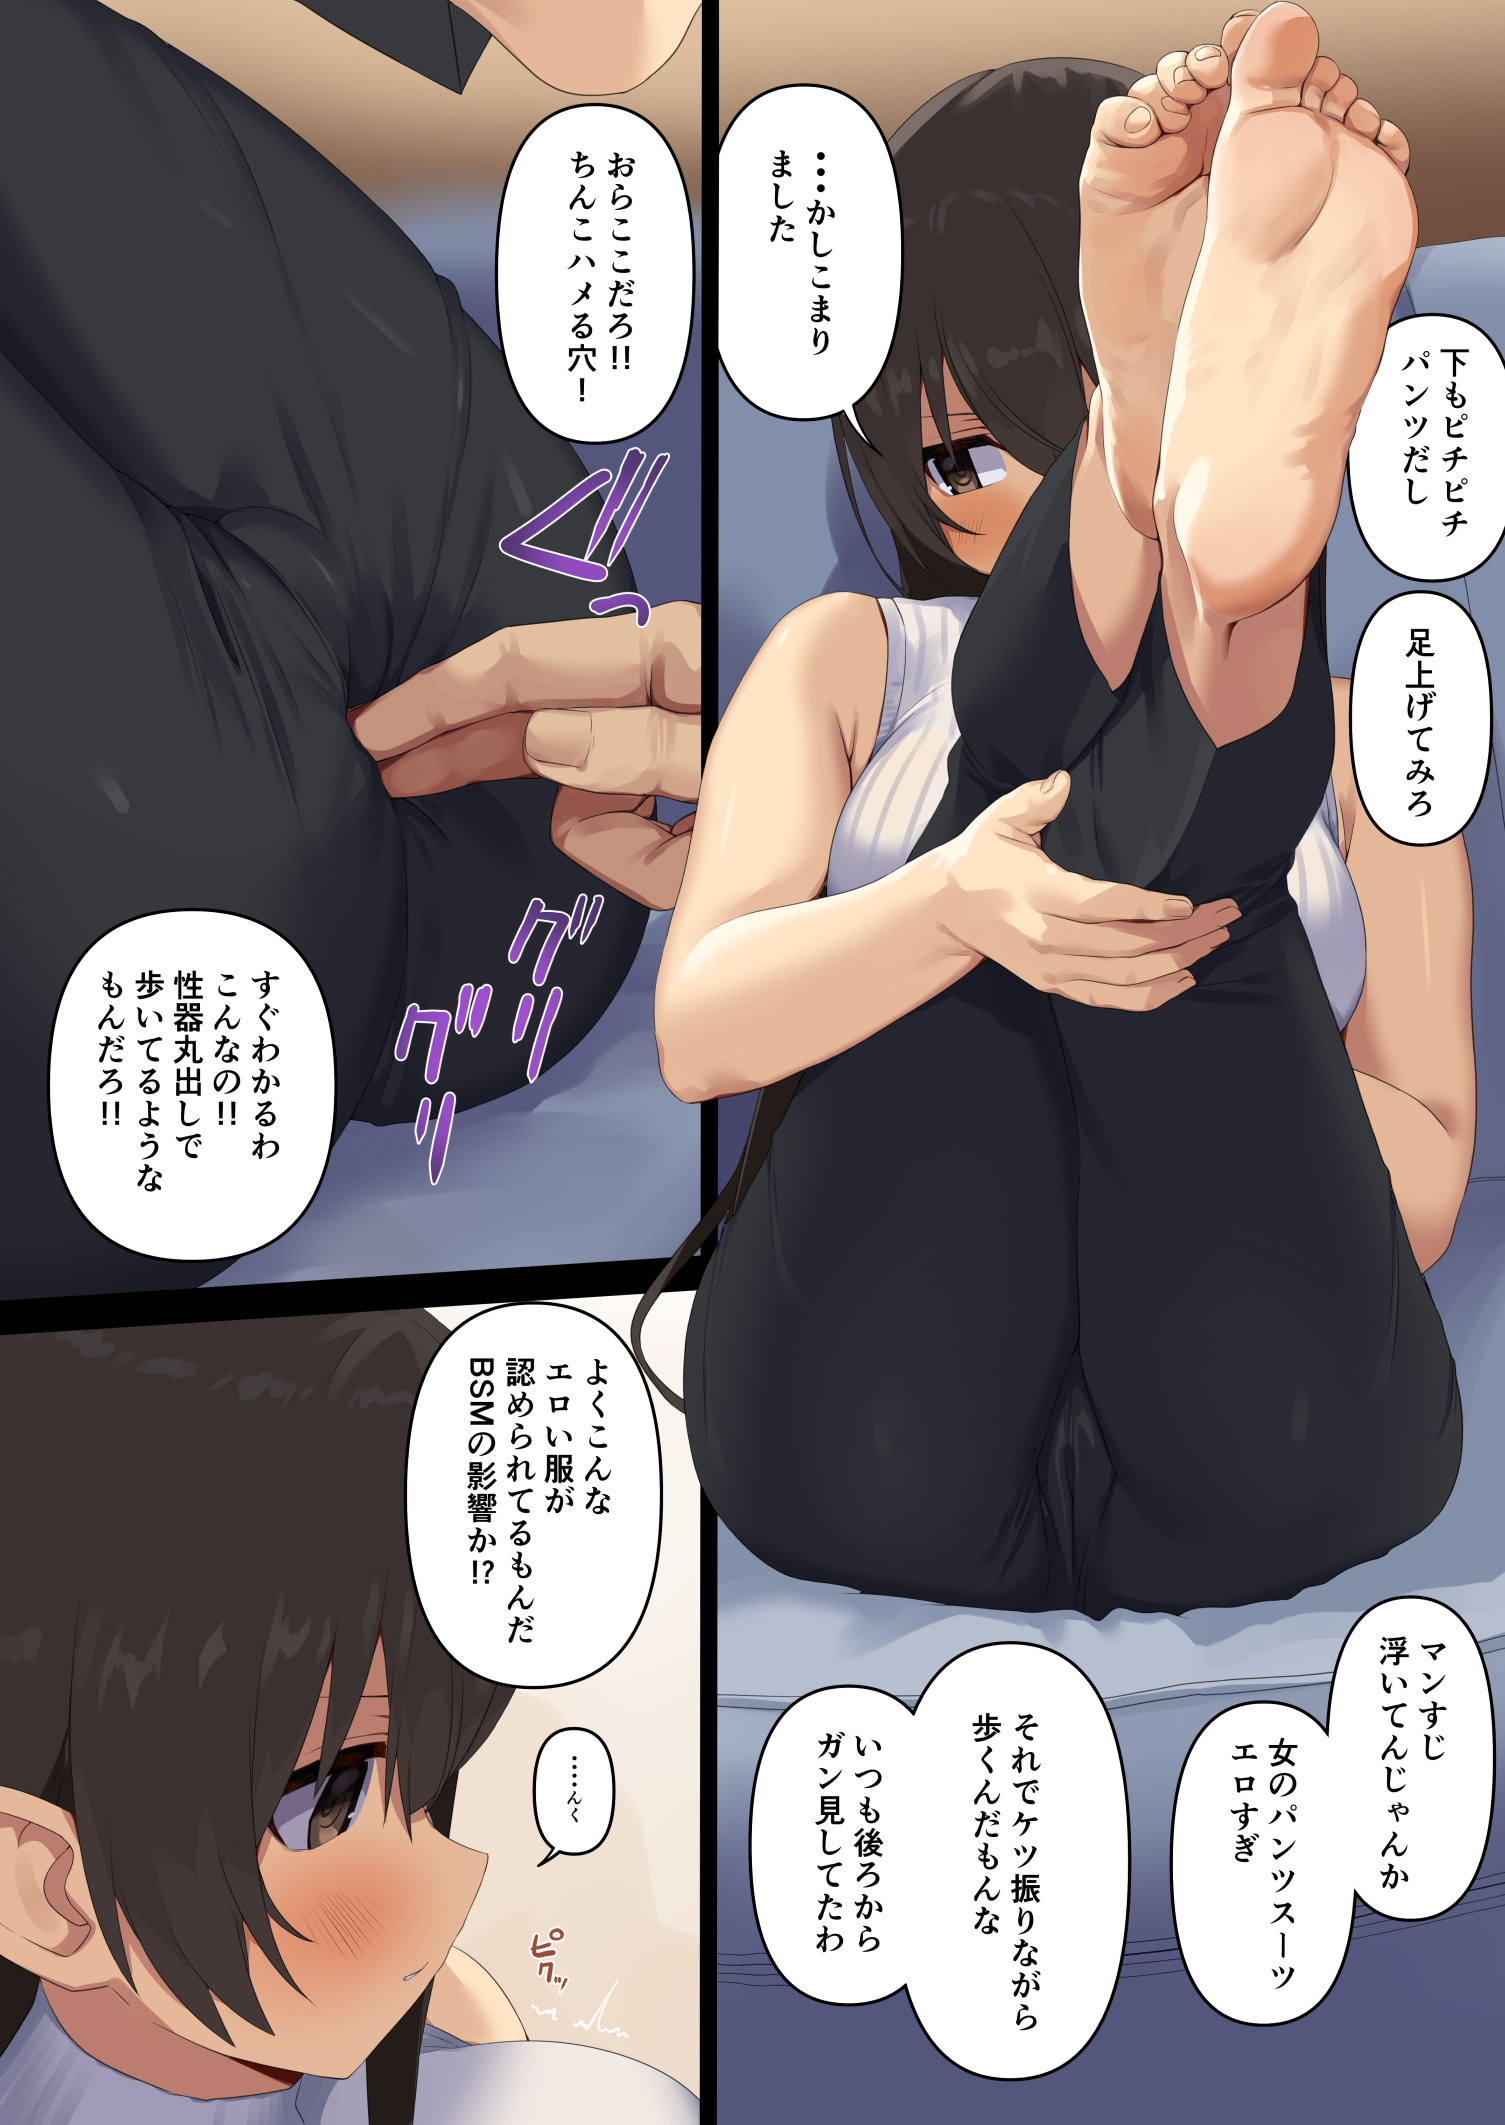 下もピチピチ
パンツだし
足上げてみろ
・・・かしこまり
ました
マンすじ
浮いてんじゃんか
女のパンツスーツ
エロすぎ
それでケツ振りながら
歩くんだもんな
いつも後ろから
ガン見してたわ
おらここだろ!!
ちんこハメる穴!
ぐっ
グリ
グリ
すぐわかるわ
こんなの!!
性器丸出しで
歩いてるような
もんだろ!!
よくこんな
エロい服が
認められてるもんだ
BSMの影響か!?
……んく
ピクッ